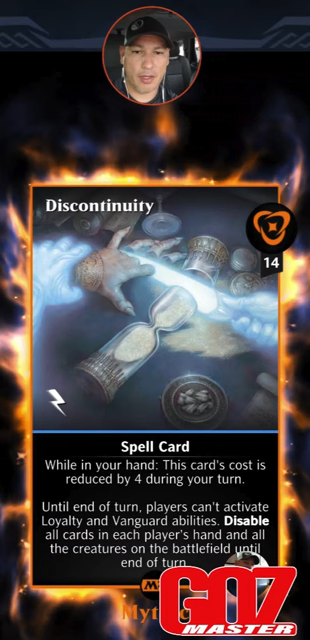 Discontinuity
14
Spell Card
While in your hand: This card's cost is
reduced by 4 during your turn.
Until end of turn, players can't activate
Loyalty and Vanguard abilities. Disable
all cards in each player's hand and all
the creatures on the battlefield until
end of turn
GOZ
MASTER